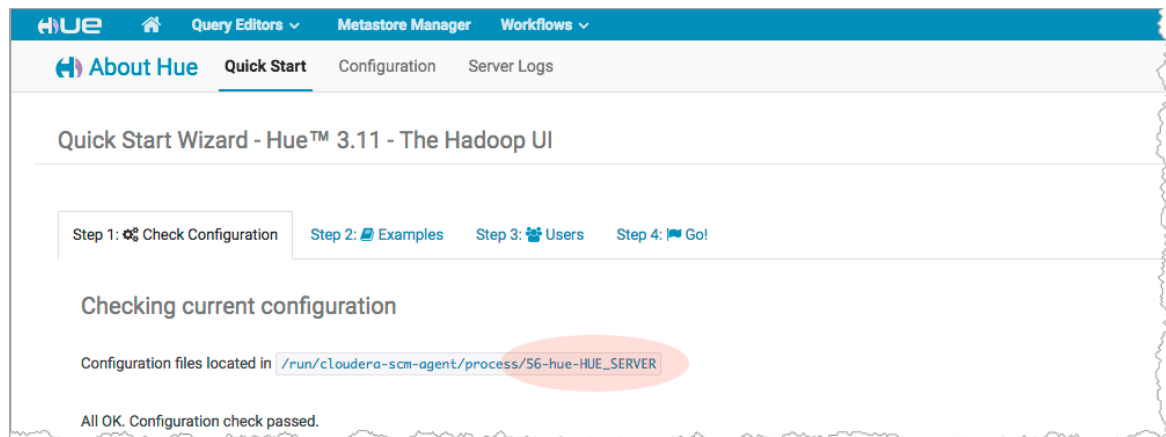 HUE Query Editors Metastore Manager Workflows
About Hue Quick Start Configuration Server Logs
Quick Start Wizard - Hue™ 3.11 - The Hadoop UI
Step 1: Check Configuration Step 2: Examples Step 3: Users Step 4: Go!
Checking current configuration
Configuration files located in /run/cloudera-scm-agent/process/56-hue-HUE_SERVER
All OK. Configuration check passed.